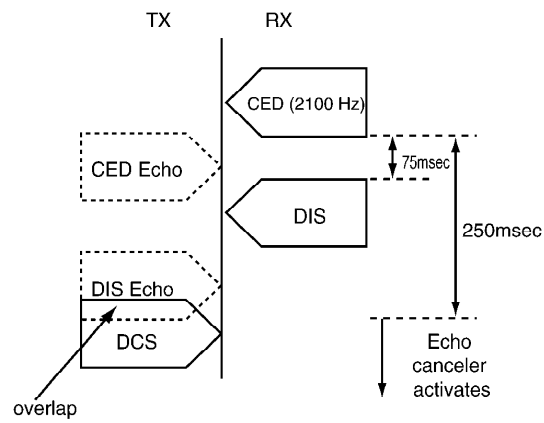 TX
RX
CED (2100 Hz)
CED Echo
75msec
DIS
250msec
DIS Echo
DCS
Echo
canceler
activates
overlap